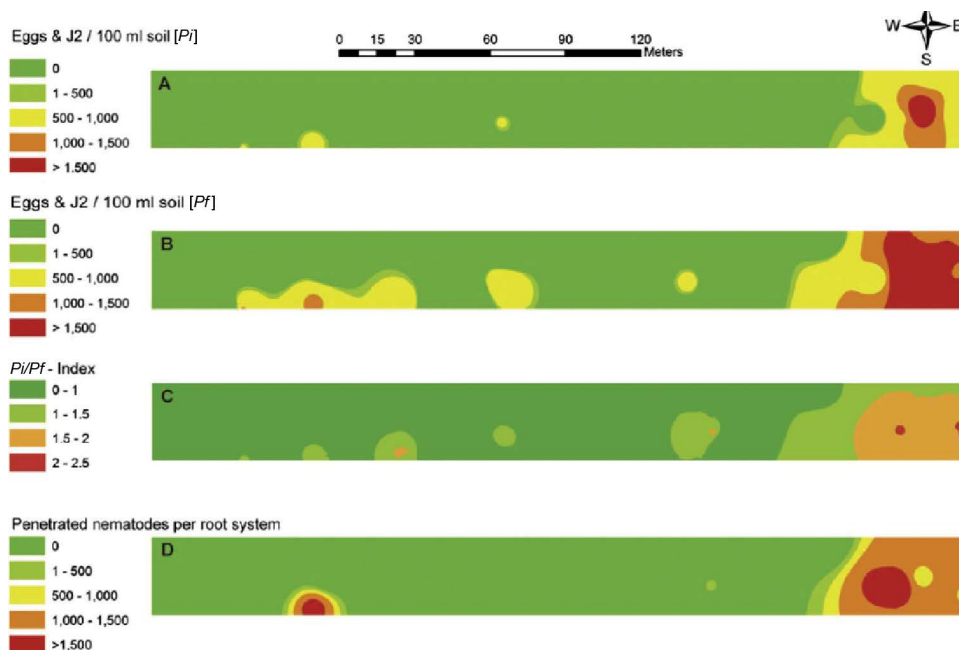 Eggs & J2 / 100 ml soil [Pi]
0
1 - 500
500 - 1,000
1,000 - 1,500
> 1.500
0 15 30 60 90 120
Meters
W E
S
A
Eggs & J2 / 100 ml soil [Pf]
0
1 - 500
500 - 1,000
1,000 - 1,500
> 1,500
B
Pi/Pf - Index
0 - 1
1 - 1.5
1.5 - 2
2 - 2.5
C
Penetrated nematodes per root system
0
1 - 500
500 - 1,000
1,000 - 1,500
>1,500
D